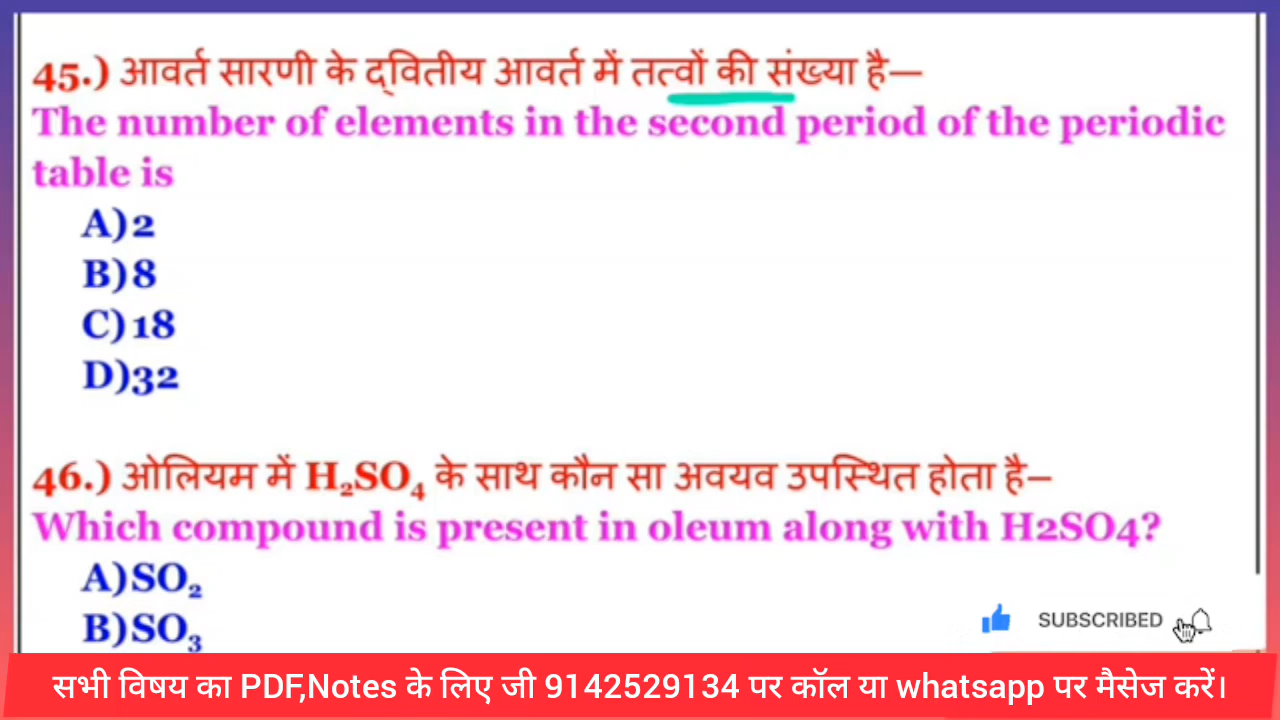 45.) आवर्त सारणी के द्वितीय आवर्त में तत्वों की संख्या है—
The number of elements in the second period of the periodic
table is
A) 2
B) 8
C) 18
D) 32
46.) ओलियम में H₂SO₄ के साथ कौन सा अवयव उपस्थित होता है–
Which compound is present in oleum along with H2SO4?
A) SO₂
B) SO₃
SUBSCRIBED
सभी विषय का PDF,Notes के लिए जी 9142529134 पर कॉल या whatsapp पर मैसेज करें।